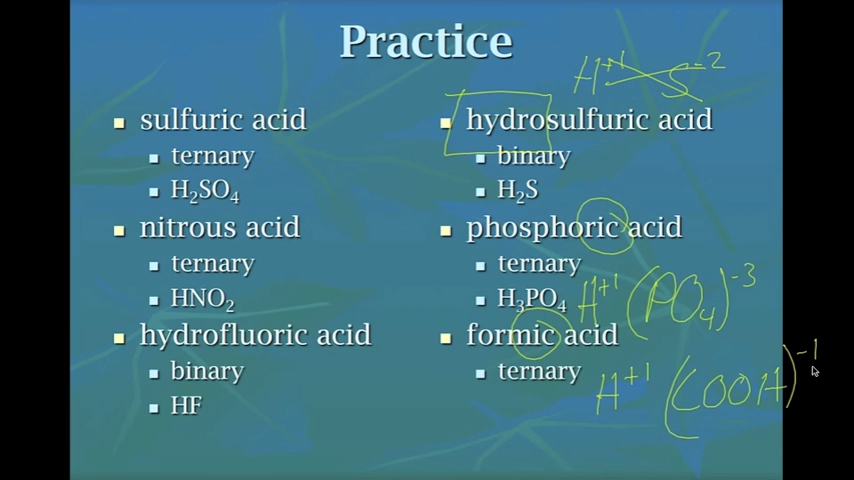 Practice
H⁺¹ S⁻²
sulfuric acid
ternary
H₂SO₄
nitrous acid
ternary
HNO₂
hydrofluoric acid
binary
HF
hydrosulfuric acid
binary
H₂S
phosphoric acid
ternary
H₃PO₄ H⁺¹ (PO₄)⁻³
formic acid
ternary H⁺¹ (COOH)⁻¹